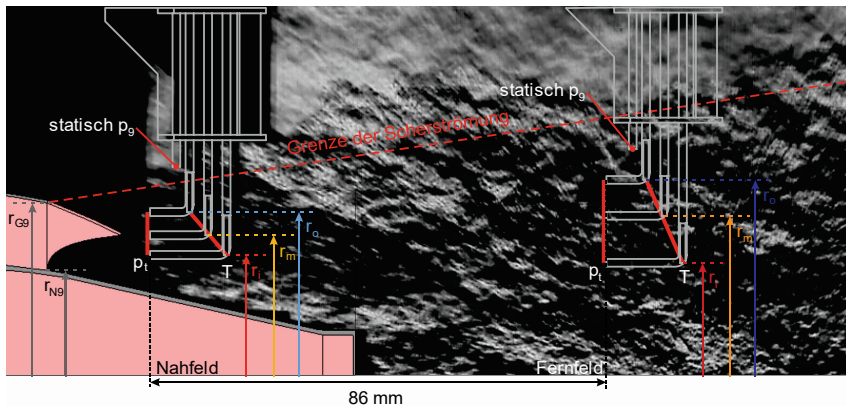 statisch p9
statisch p9
Grenze der Scherströmung
rG9
ro
ro
rm
rm
pt
T
ri
pt
T
ri
rN9
Nahfeld
Fernfeld
86 mm